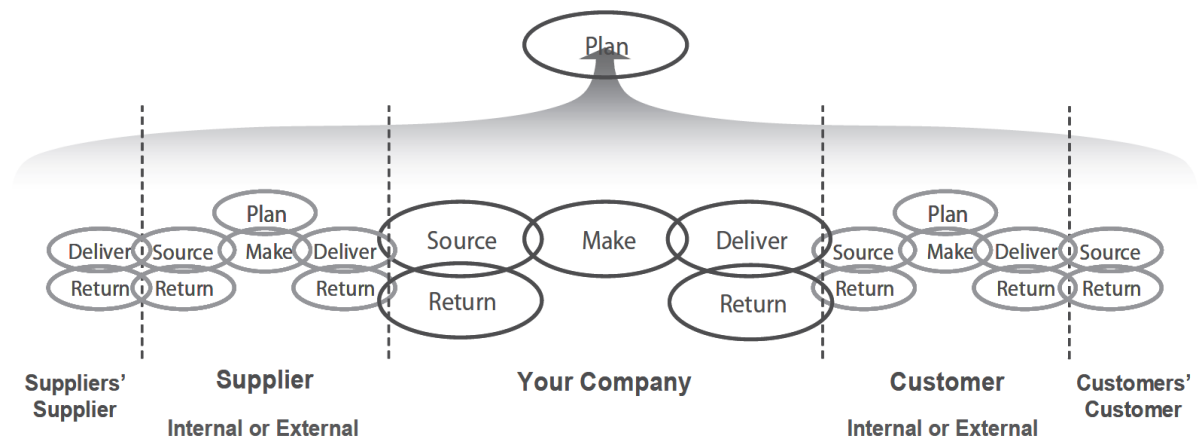 Plan
Plan
Plan
Deliver Source Make Deliver Source Make Deliver Source Make Deliver Source
Return Return Return Return Return Return Return Return
Suppliers’
Supplier
Supplier
Internal or External
Your Company
Customer
Internal or External
Customers’
Customer